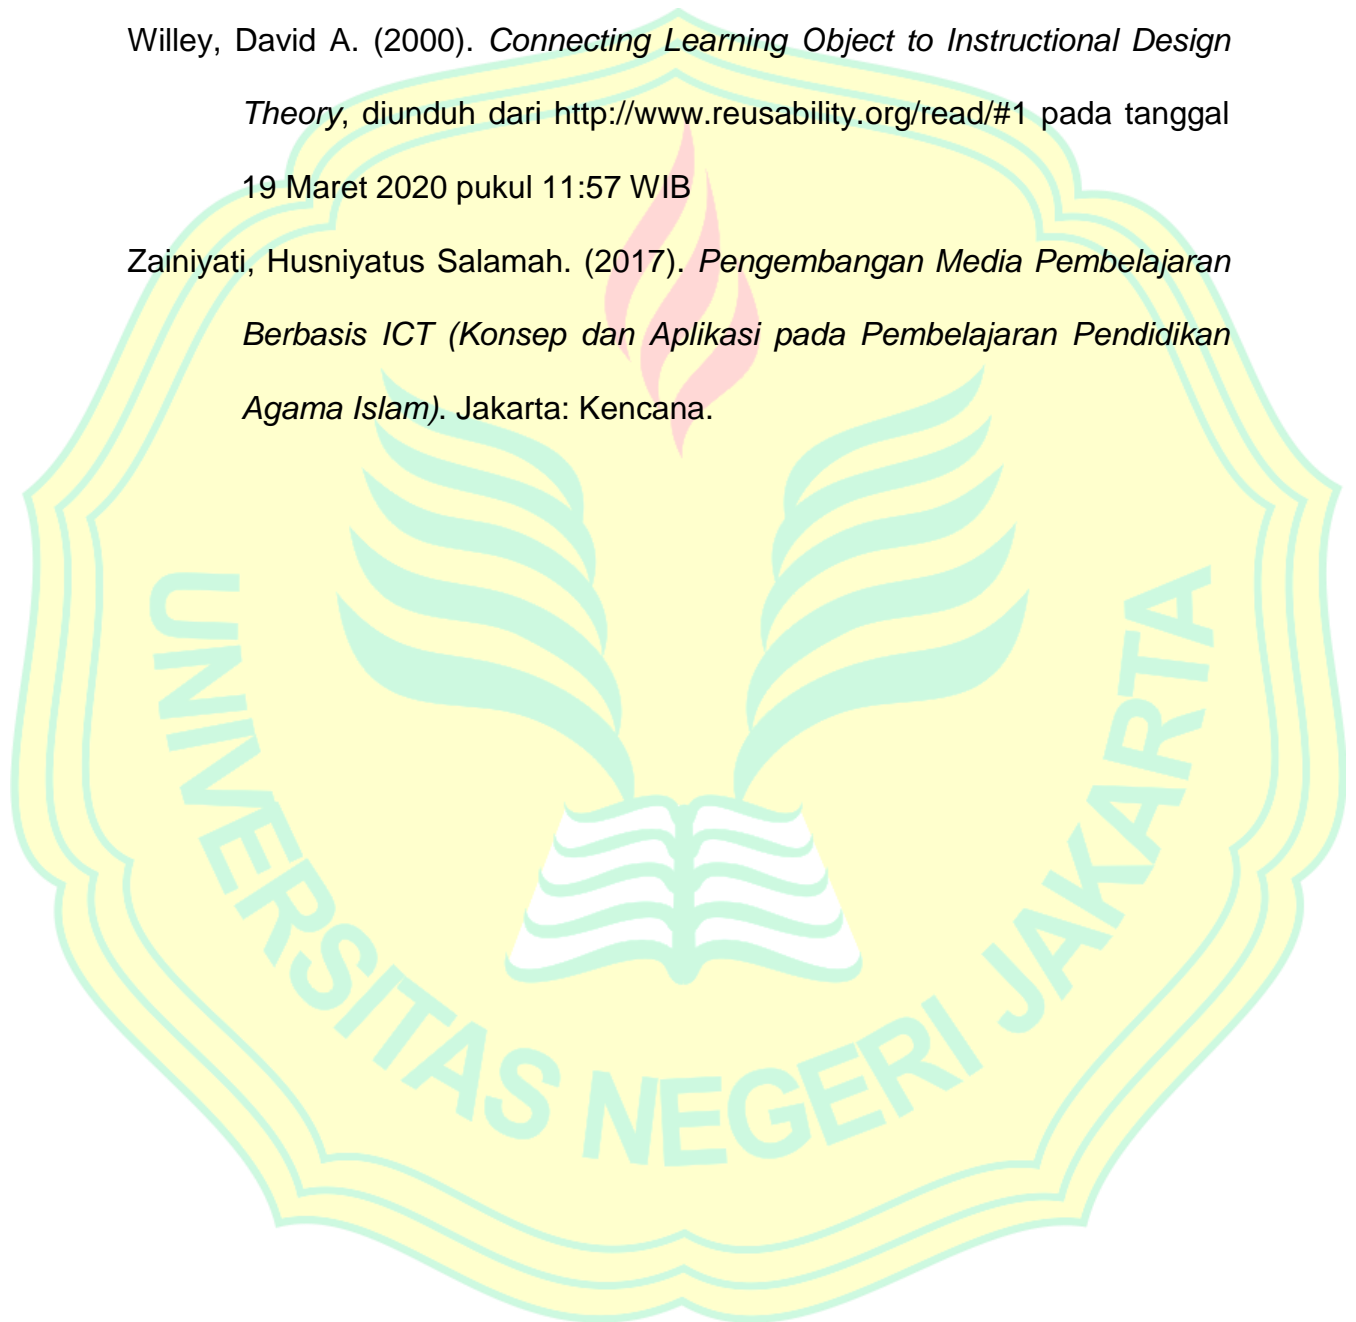 Willey, David A. (2000). Connecting Learning Object to Instructional Design
Theory, diunduh dari http://www.reusability.org/read/#1 pada tanggal
19 Maret 2020 pukul 11:57 WIB
Zainiyati, Husniyatus Salamah. (2017). Pengembangan Media Pembelajaran
Berbasis ICT (Konsep dan Aplikasi pada Pembelajaran Pendidikan
Agama Islam). Jakarta: Kencana.
UNIVERSITAS NEGERI JAKARTA